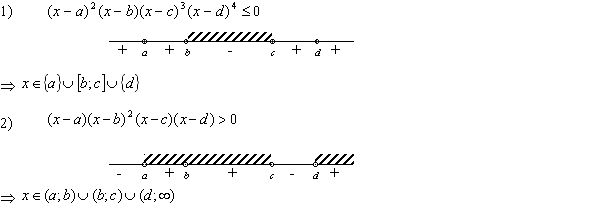 1) (x−a)²(x−b)(x−c)³(x−d)⁴ ≤ 0
+ a + b - c + d +
⇒ x∈{a}∪[b;c]∪{d}
2) (x−a)(x−b)²(x−c)(x−d) > 0
- a + b + c - d +
⇒ x∈(a;b)∪(b;c)∪(d;∞)